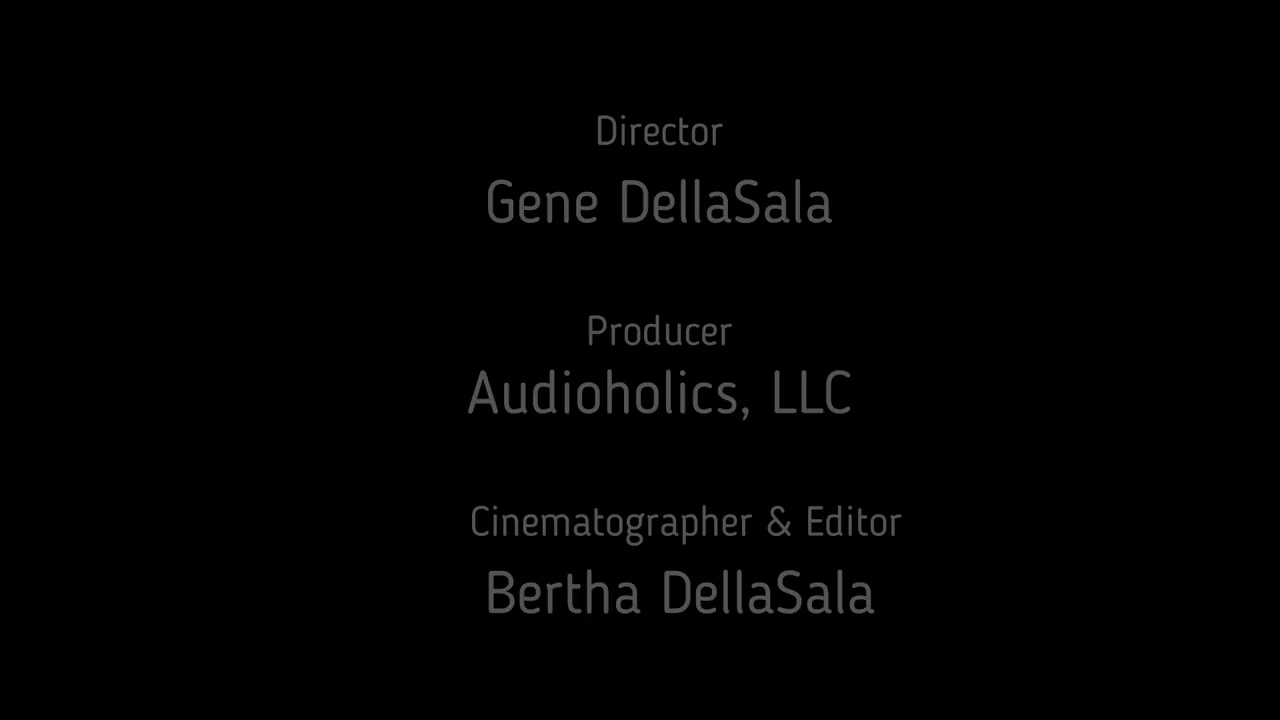 Director
Gene DellaSala
Producer
Audioholics, LLC
Cinematographer & Editor
Bertha DellaSala